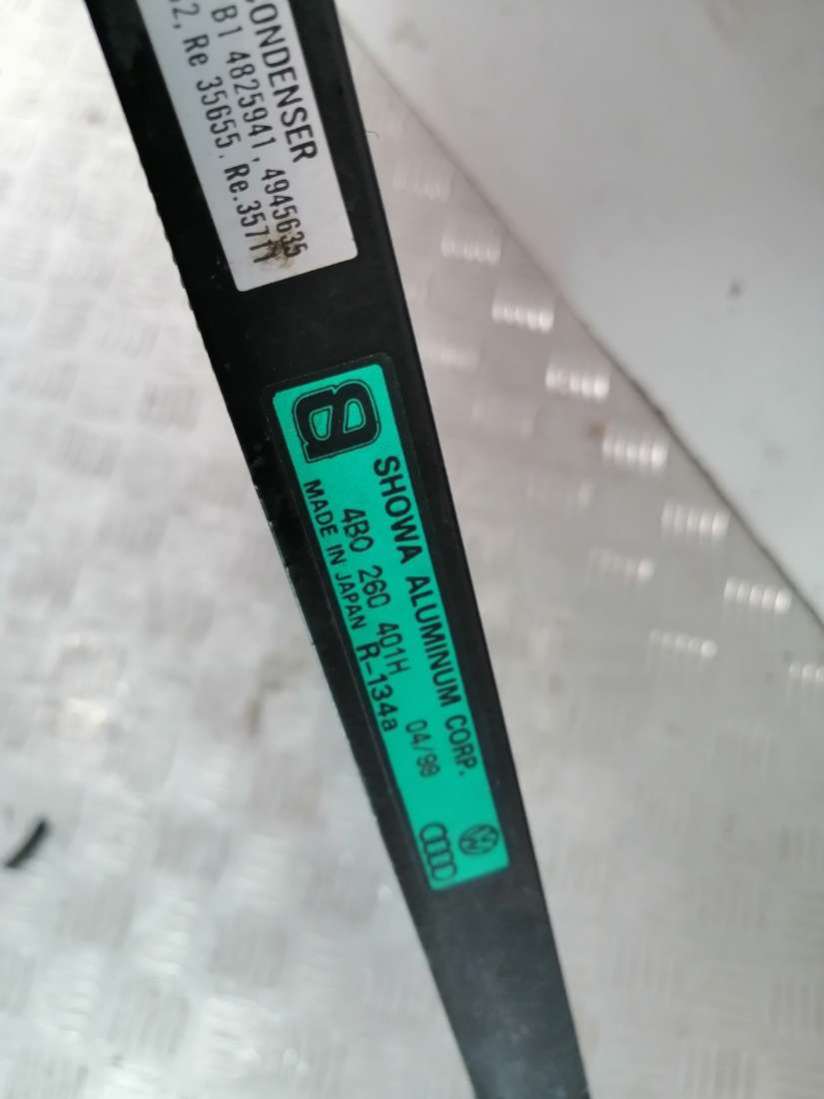 CONDENSER
B1 4825941, 4945635
2, Re 35655, Re.35711
SHOWA ALUMINUM CORP.
4B0 260 401H 04/98
MADE IN JAPAN R-134a